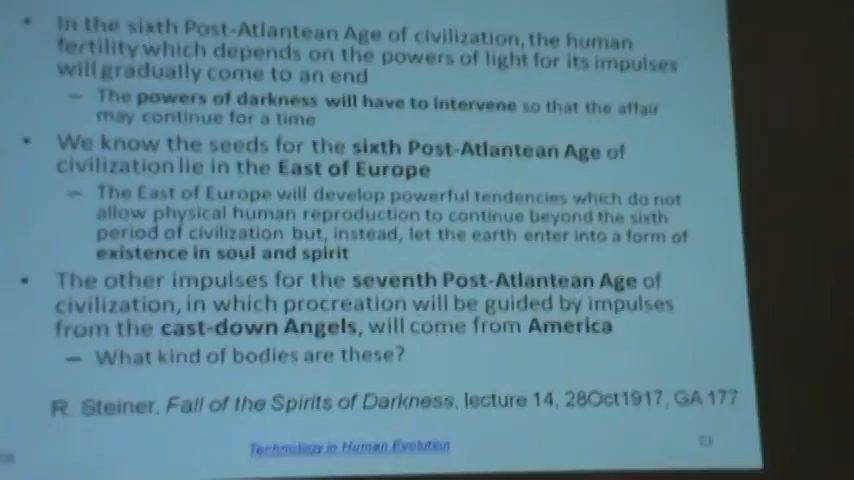 • In the sixth Post-Atlantean Age of civilization, the human
fertility which depends on the powers of light for its impulses
will gradually come to an end
– The powers of darkness will have to intervene so that the affair
may continue for a time
• We know the seeds for the sixth Post-Atlantean Age of
civilization lie in the East of Europe
– The East of Europe will develop powerful tendencies which do not
allow physical human reproduction to continue beyond the sixth
period of civilization but, instead, let the earth enter into a form of
existence in soul and spirit
• The other impulses for the seventh Post-Atlantean Age of
civilization, in which procreation will be guided by impulses
from the cast-down Angels, will come from America
– What kind of bodies are these?
R. Steiner, Fall of the Spirits of Darkness, lecture 14, 28Oct1917, GA 177
Technology in Human Evolution